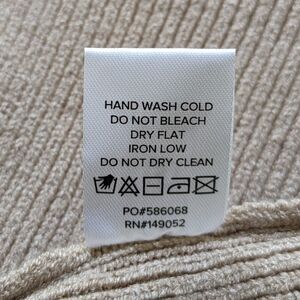 HAND WASH COLD
DO NOT BLEACH
DRY FLAT
IRON LOW
DO NOT DRY CLEAN
PO#586068
RN#149052